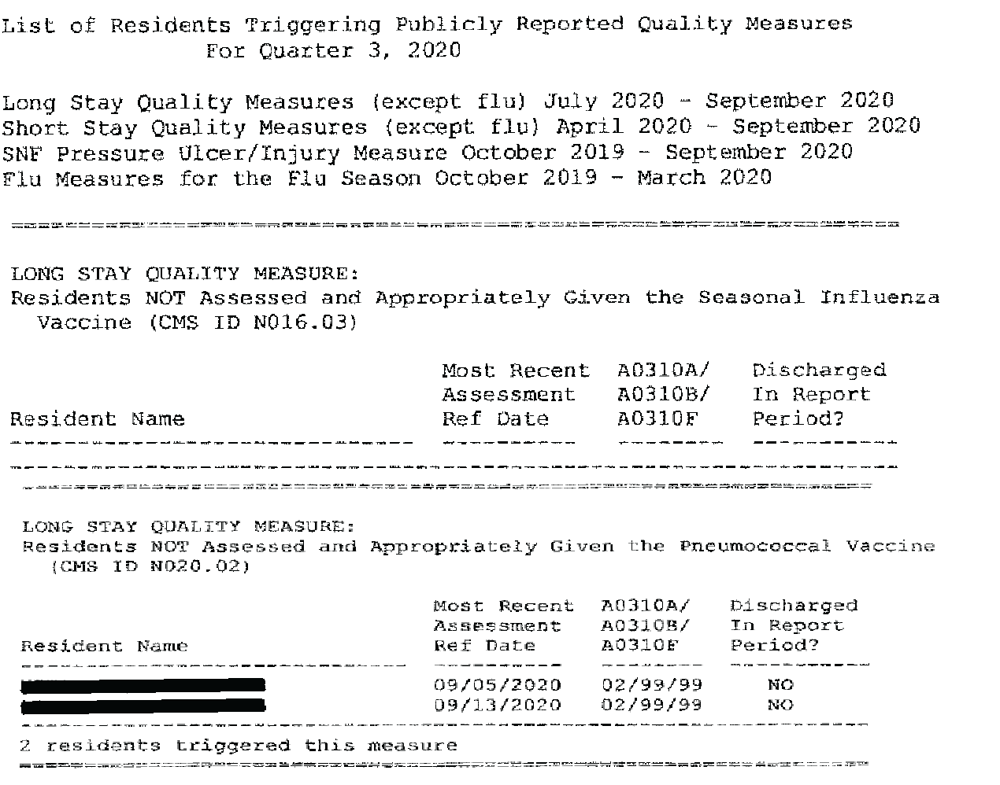 List of Residents Triggering Publicly Reported Quality Measures
For Quarter 3, 2020
Long Stay Quality Measures (except flu) July 2020 - September 2020
Short Stay Quality Measures (except flu) April 2020 - September 2020
SNF Pressure Ulcer/Injury Measure October 2019 - September 2020
Flu Measures for the Flu Season October 2019 - March 2020
LONG STAY QUALITY MEASURE:
Residents NOT Assessed and Appropriately Given the Seasonal Influenza
Vaccine (CMS ID N016.03)
Most Recent A0310A/ Discharged
Assessment A0310B/ In Report
Resident Name Ref Date A0310F Period?
LONG STAY QUALITY MEASURE:
Residents NOT Assessed and Appropriately Given the Pneumococcal Vaccine
(CMS ID N020.02)
Most Recent A0310A/ Discharged
Assessment A0310B/ In Report
Resident Name Ref Date A0310F Period?
09/05/2020 02/99/99 NO
09/13/2020 02/99/99 NO
2 residents triggered this measure